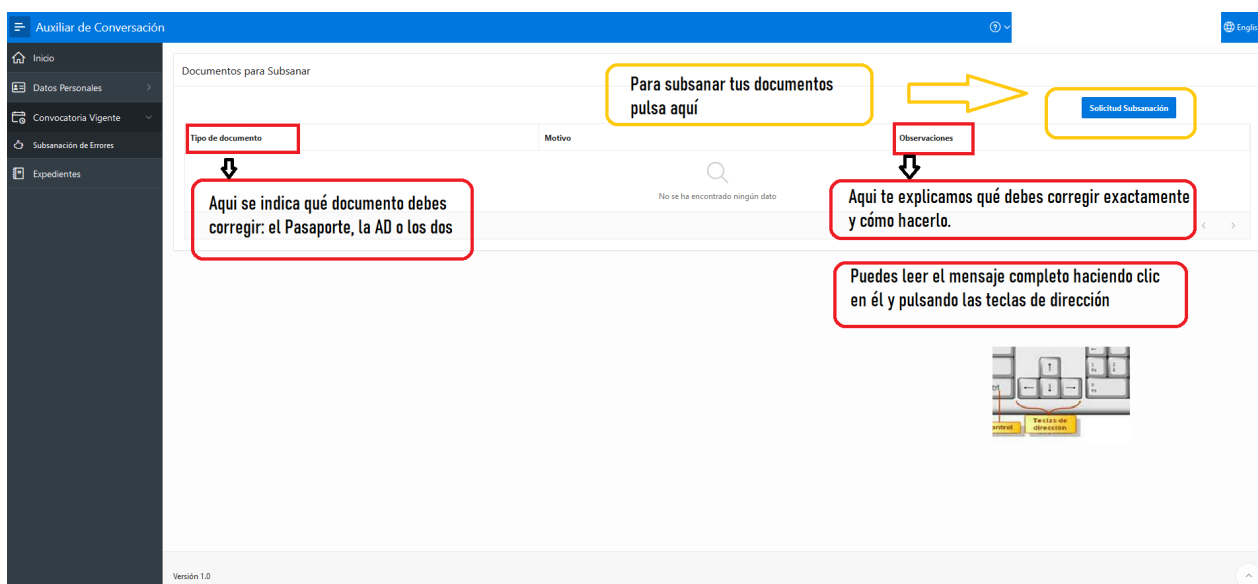 Auxiliar de Conversación
Englis
Inicio
Datos Personales
Convocatoria Vigente
Subsanación de Errores
Expedientes
Documentos para Subsanar
Para subsanar tus documentos
pulsa aquí
Solicitud Subsanación
Tipo de documento
Motivo
Observaciones
No se ha encontrado ningún dato
Aqui se indica qué documento debes
corregir: el Pasaporte, la AD o los dos
Aqui te explicamos qué debes corregir exactamente
y cómo hacerlo.
Puedes leer el mensaje completo haciendo clic
en él y pulsando las teclas de dirección
Teclas de
dirección
ontrol
Versión 1.0